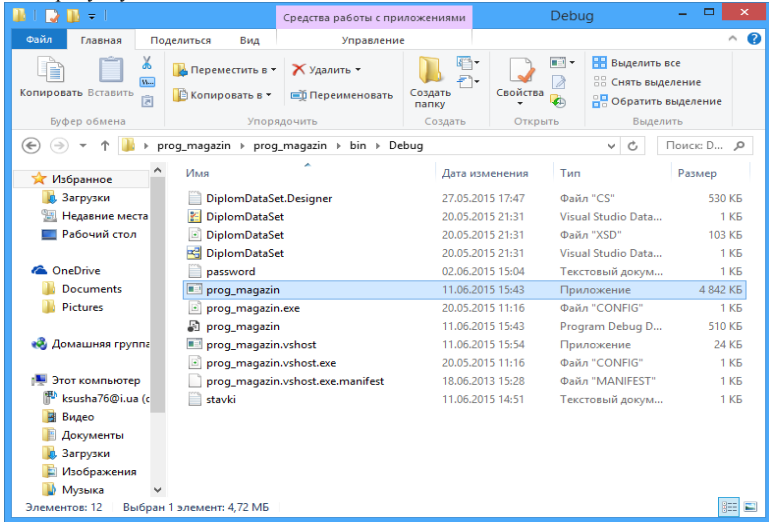 Средства работы с приложениями
Debug
Файл Главная Поделиться Вид Управление
Копировать Вставить
Переместить в
Копировать в
Удалить
Переименовать
Создать папку
Свойства
Выделить все
Снять выделение
Обратить выделение
Буфер обмена Упорядочить Создать Открыть Выделить
prog_magazin prog_magazin bin Debug
Поиск: D...
Имя Дата изменения Тип Размер
Избранное
Загрузки
Недавние места
Рабочий стол
OneDrive
Documents
Pictures
Домашняя группа
Этот компьютер
ksusha76@i.ua (c
Видео
Документы
Загрузки
Изображения
Музыка
DiplomDataSet.Designer 27.05.2015 17:47 Файл "CS" 530 КБ
DiplomDataSet 20.05.2015 21:31 Visual Studio Data... 1 КБ
DiplomDataSet 20.05.2015 21:31 Файл "XSD" 103 КБ
DiplomDataSet 20.05.2015 21:31 Visual Studio Data... 1 КБ
password 02.06.2015 15:04 Текстовый докум... 1 КБ
prog_magazin 11.06.2015 15:43 Приложение 4 842 КБ
prog_magazin.exe 20.05.2015 11:16 Файл "CONFIG" 1 КБ
prog_magazin 11.06.2015 15:43 Program Debug D... 510 КБ
prog_magazin.vshost 11.06.2015 15:54 Приложение 24 КБ
prog_magazin.vshost.exe 20.05.2015 11:16 Файл "CONFIG" 1 КБ
prog_magazin.vshost.exe.manifest 18.06.2013 15:28 Файл "MANIFEST" 1 КБ
stavki 11.06.2015 14:51 Текстовый докум... 1 КБ
Элементов: 12 Выбран 1 элемент: 4,72 МБ